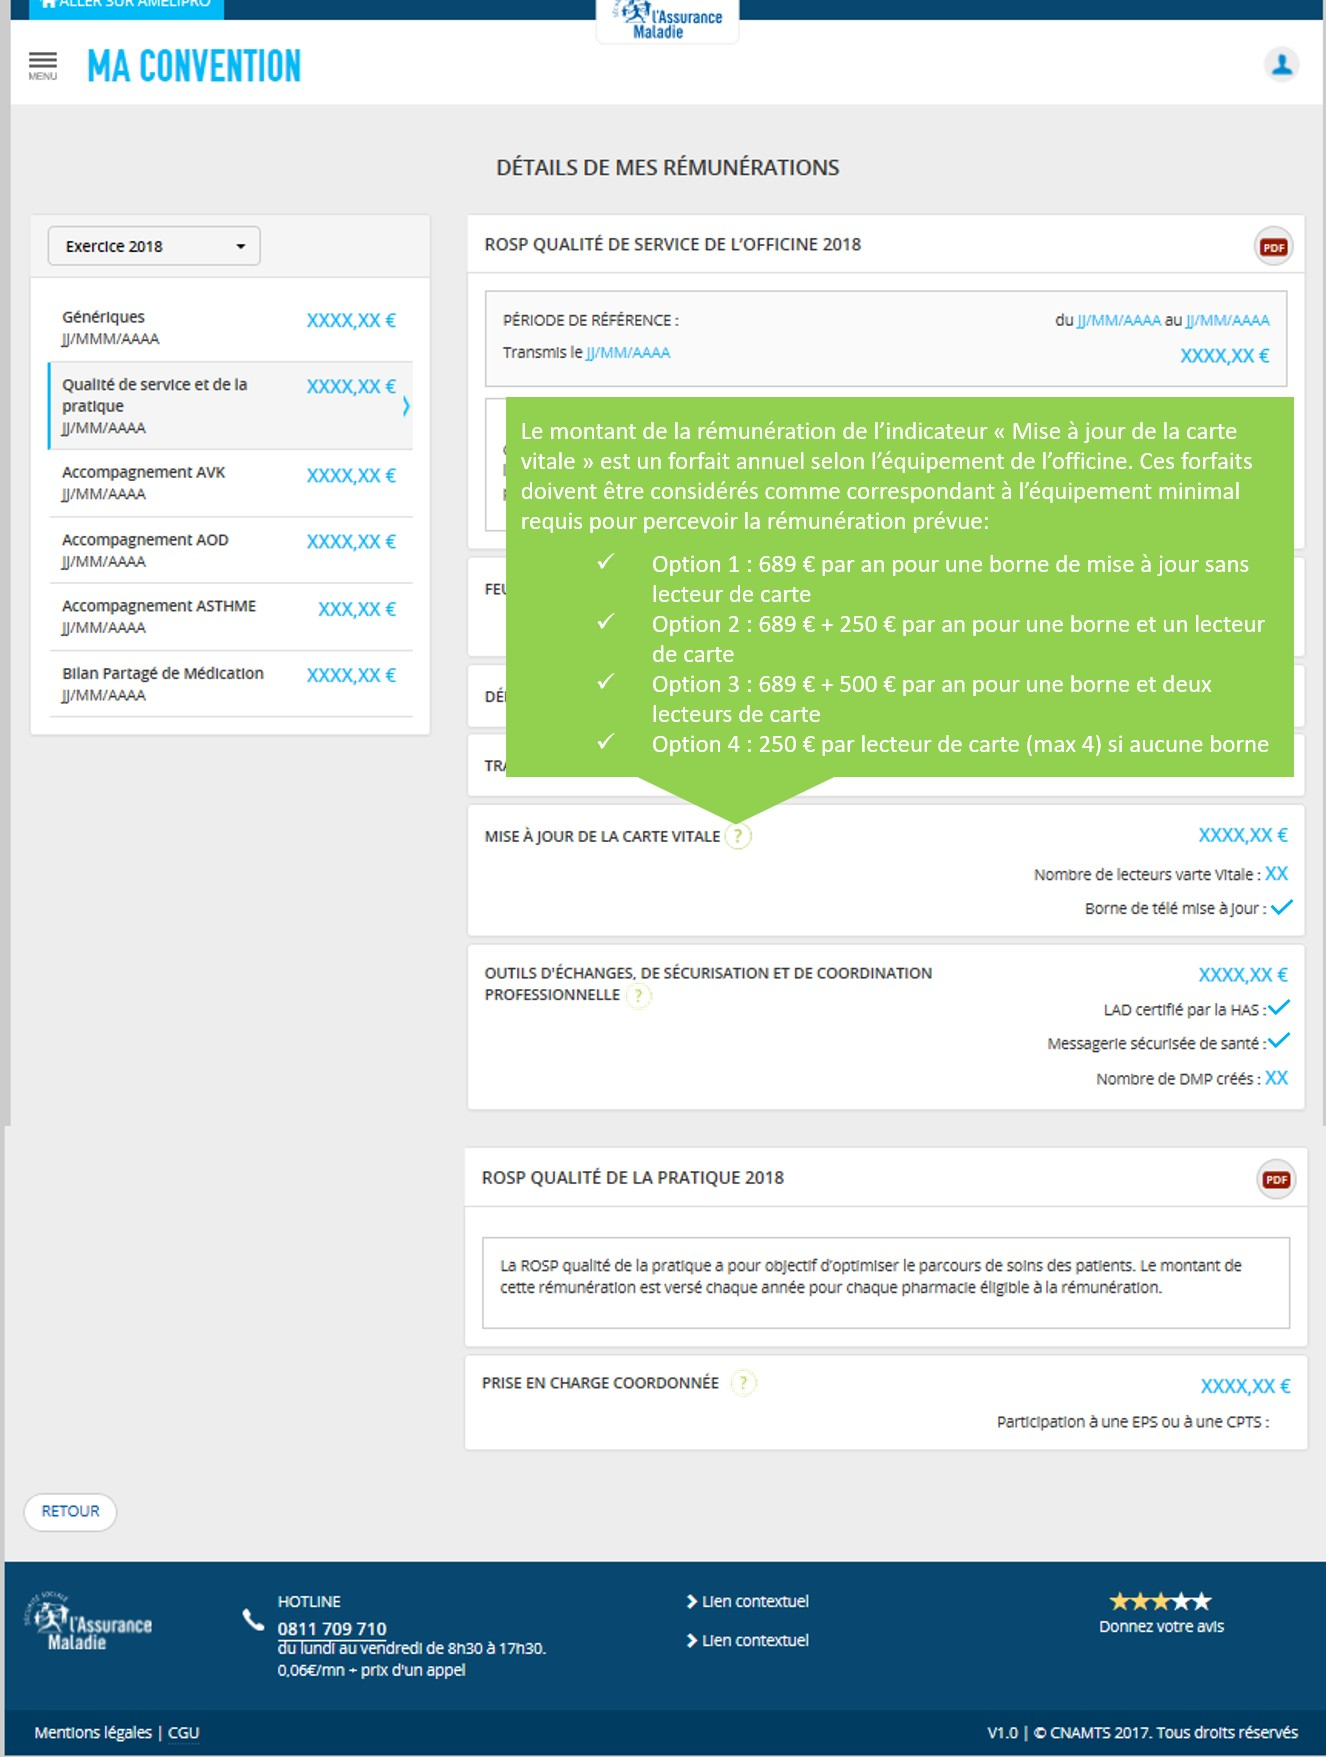 ALLER SUR AMELIPRO
l'Assurance
Maladie
MENU
MA CONVENTION
DÉTAILS DE MES RÉMUNÉRATIONS
Exercice 2018
Génériques
JJ/MMM/AAAA
XXXX,XX €
Qualité de service et de la
pratique
JJ/MM/AAAA
XXXX,XX €
Accompagnement AVK
JJ/MM/AAAA
XXXX,XX €
Accompagnement AOD
JJ/MM/AAAA
XXXX,XX €
Accompagnement ASTHME
JJ/MM/AAAA
XXX,XX €
Bilan Partagé de Médication
JJ/MM/AAAA
XXXX,XX €
ROSP QUALITÉ DE SERVICE DE L'OFFICINE 2018
PDF
PÉRIODE DE RÉFÉRENCE :
du JJ/MM/AAAA au JJ/MM/AAAA
Transmis le JJ/MM/AAAA
XXXX,XX €
Le montant de la rémunération de l'indicateur « Mise à jour de la carte
vitale » est un forfait annuel selon l'équipement de l'officine. Ces forfaits
doivent être considérés comme correspondant à l'équipement minimal
requis pour percevoir la rémunération prévue:
✓ Option 1 : 689 € par an pour une borne de mise à jour sans
lecteur de carte
✓ Option 2 : 689 € + 250 € par an pour une borne et un lecteur
de carte
✓ Option 3 : 689 € + 500 € par an pour une borne et deux
lecteurs de carte
✓ Option 4 : 250 € par lecteur de carte (max 4) si aucune borne
MISE À JOUR DE LA CARTE VITALE ?
XXXX,XX €
Nombre de lecteurs varte Vitale : XX
Borne de télé mise à jour :
OUTILS D'ÉCHANGES, DE SÉCURISATION ET DE COORDINATION
PROFESSIONNELLE ?
XXXX,XX €
LAD certifié par la HAS :
Messagerie sécurisée de santé :
Nombre de DMP créés : XX
ROSP QUALITÉ DE LA PRATIQUE 2018
PDF
La ROSP qualité de la pratique a pour objectif d'optimiser le parcours de soins des patients. Le montant de
cette rémunération est versé chaque année pour chaque pharmacie éligible à la rémunération.
PRISE EN CHARGE COORDONNÉE ?
XXXX,XX €
Participation à une EPS ou à une CPTS :
RETOUR
l'Assurance
Maladie
HOTLINE
0811 709 710
du lundi au vendredi de 8h30 à 17h30.
0,06€/mn + prix d'un appel
Lien contextuel
Lien contextuel
Donnez votre avis
Mentions légales | CGU
V1.0 | © CNAMTS 2017. Tous droits réservés